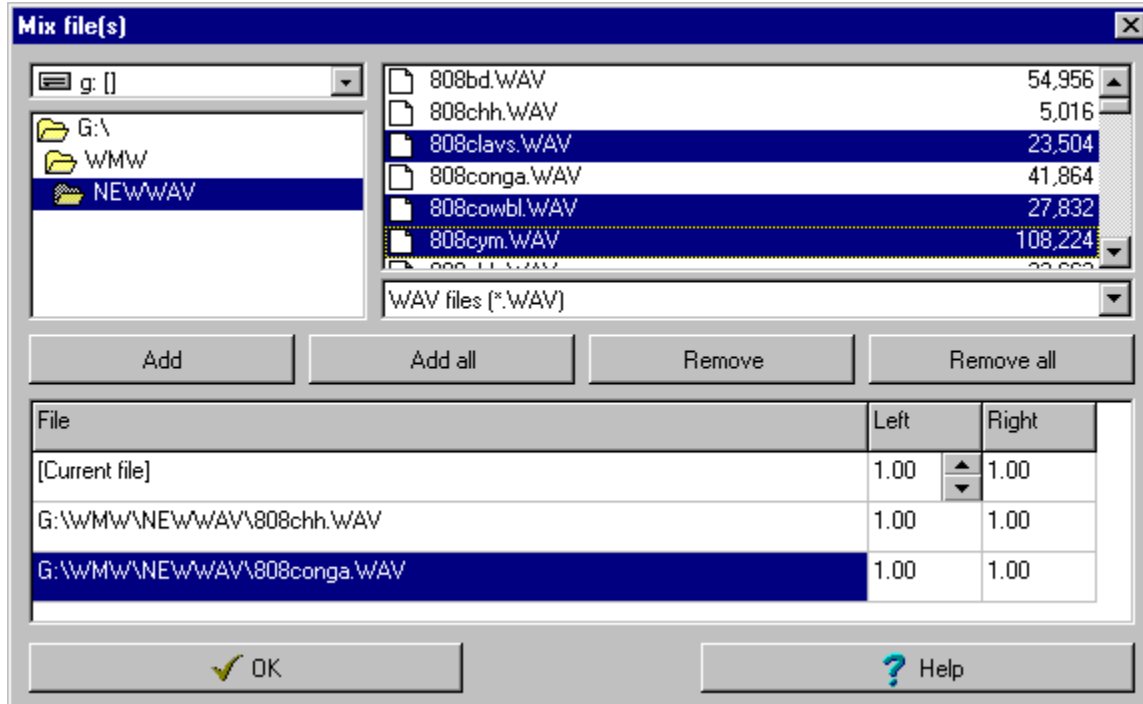 Mix file(s)
g: []
G:\
WMW
NEWWAV
808bd.WAV 54,956
808chh.WAV 5,016
808clavs.WAV 23,504
808conga.WAV 41,864
808cowbl.WAV 27,832
808cym.WAV 108,224
WAV files (*.WAV)
Add Add all Remove Remove all
File Left Right
[Current file] 1.00 1.00
G:\WMW\NEWWAV\808chh.WAV 1.00 1.00
G:\WMW\NEWWAV\808conga.WAV 1.00 1.00
OK ? Help